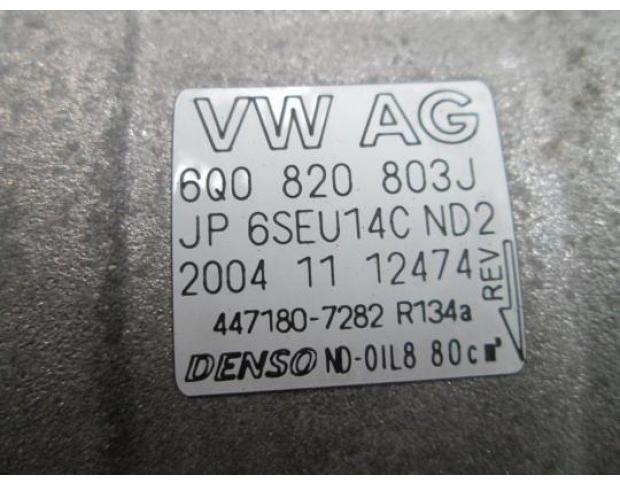 VW AG
6Q0 820 803J
JP 6SEU14C ND2
2004 11 12474
REV
447180-7282 R134a
DENSO ND-OIL8 80cm³